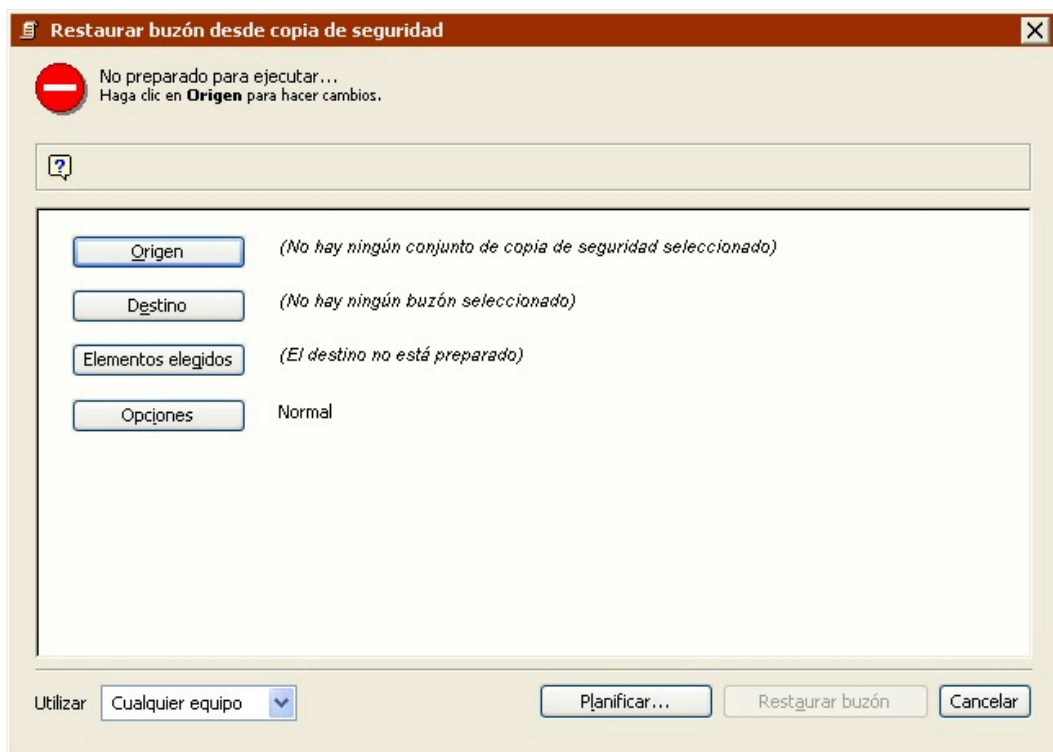 Restaurar buzón desde copia de seguridad
No preparado para ejecutar...
Haga clic en Origen para hacer cambios.
Origen (No hay ningún conjunto de copia de seguridad seleccionado)
Destino (No hay ningún buzón seleccionado)
Elementos elegidos (El destino no está preparado)
Opciones Normal
Utilizar Cualquier equipo Planificar... Restaurar buzón Cancelar